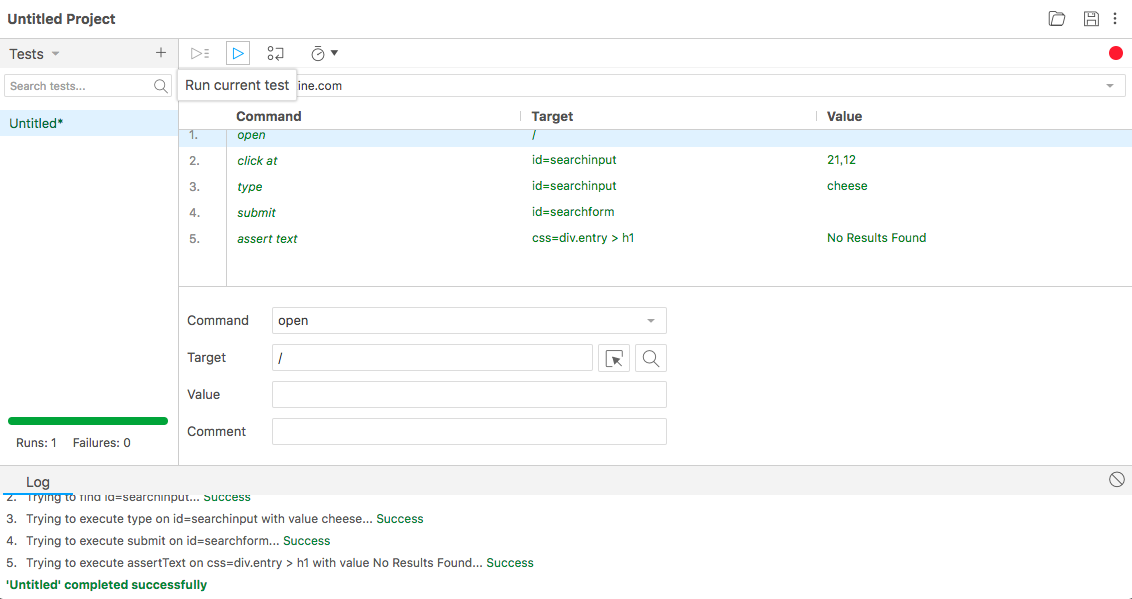 Untitled Project
Tests
Search tests...
Run current test
ine.com
Untitled*
Command Target Value
1. open /
2. click at id=searchinput 21,12
3. type id=searchinput cheese
4. submit id=searchform
5. assert text css=div.entry > h1 No Results Found
Command open
Target /
Value
Comment
Runs: 1 Failures: 0
Log
2. Trying to find id=searchinput... Success
3. Trying to execute type on id=searchinput with value cheese... Success
4. Trying to execute submit on id=searchform... Success
5. Trying to execute assertText on css=div.entry > h1 with value No Results Found... Success
'Untitled' completed successfully